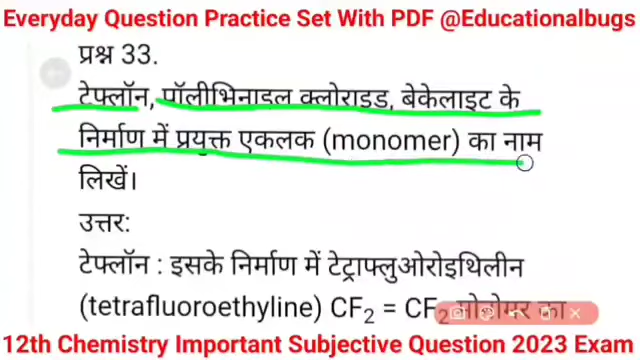 Everyday Question Practice Set With PDF @Educationalbugs
प्रश्न 33.
टेफ्लॉन, पॉलीभिनाइल क्लोराइड, बेकेलाइट के
निर्माण में प्रयुक्त एकलक (monomer) का नाम
लिखें।
उत्तर:
टेफ्लॉन : इसके निर्माण में टेट्राफ्लुओरोइथिलीन
(tetrafluoroethyline) CF₂ = CF₂ मोनोमर का
12th Chemistry Important Subjective Question 2023 Exam